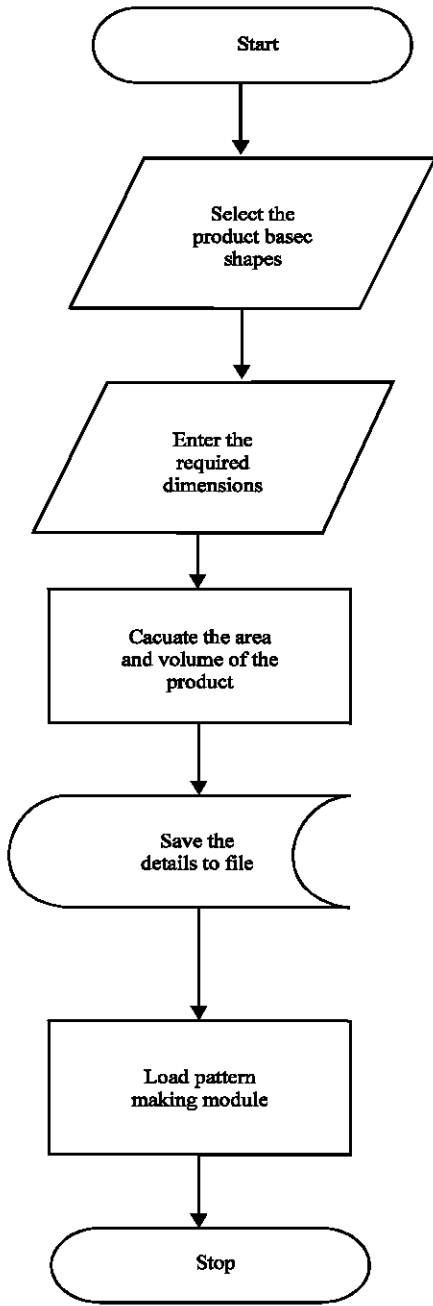 Start
Select the
product basec
shapes
Enter the
required
dimensions
Cacuate the area
and volume of the
product
Save the
details to file
Load pattern
making module
Stop